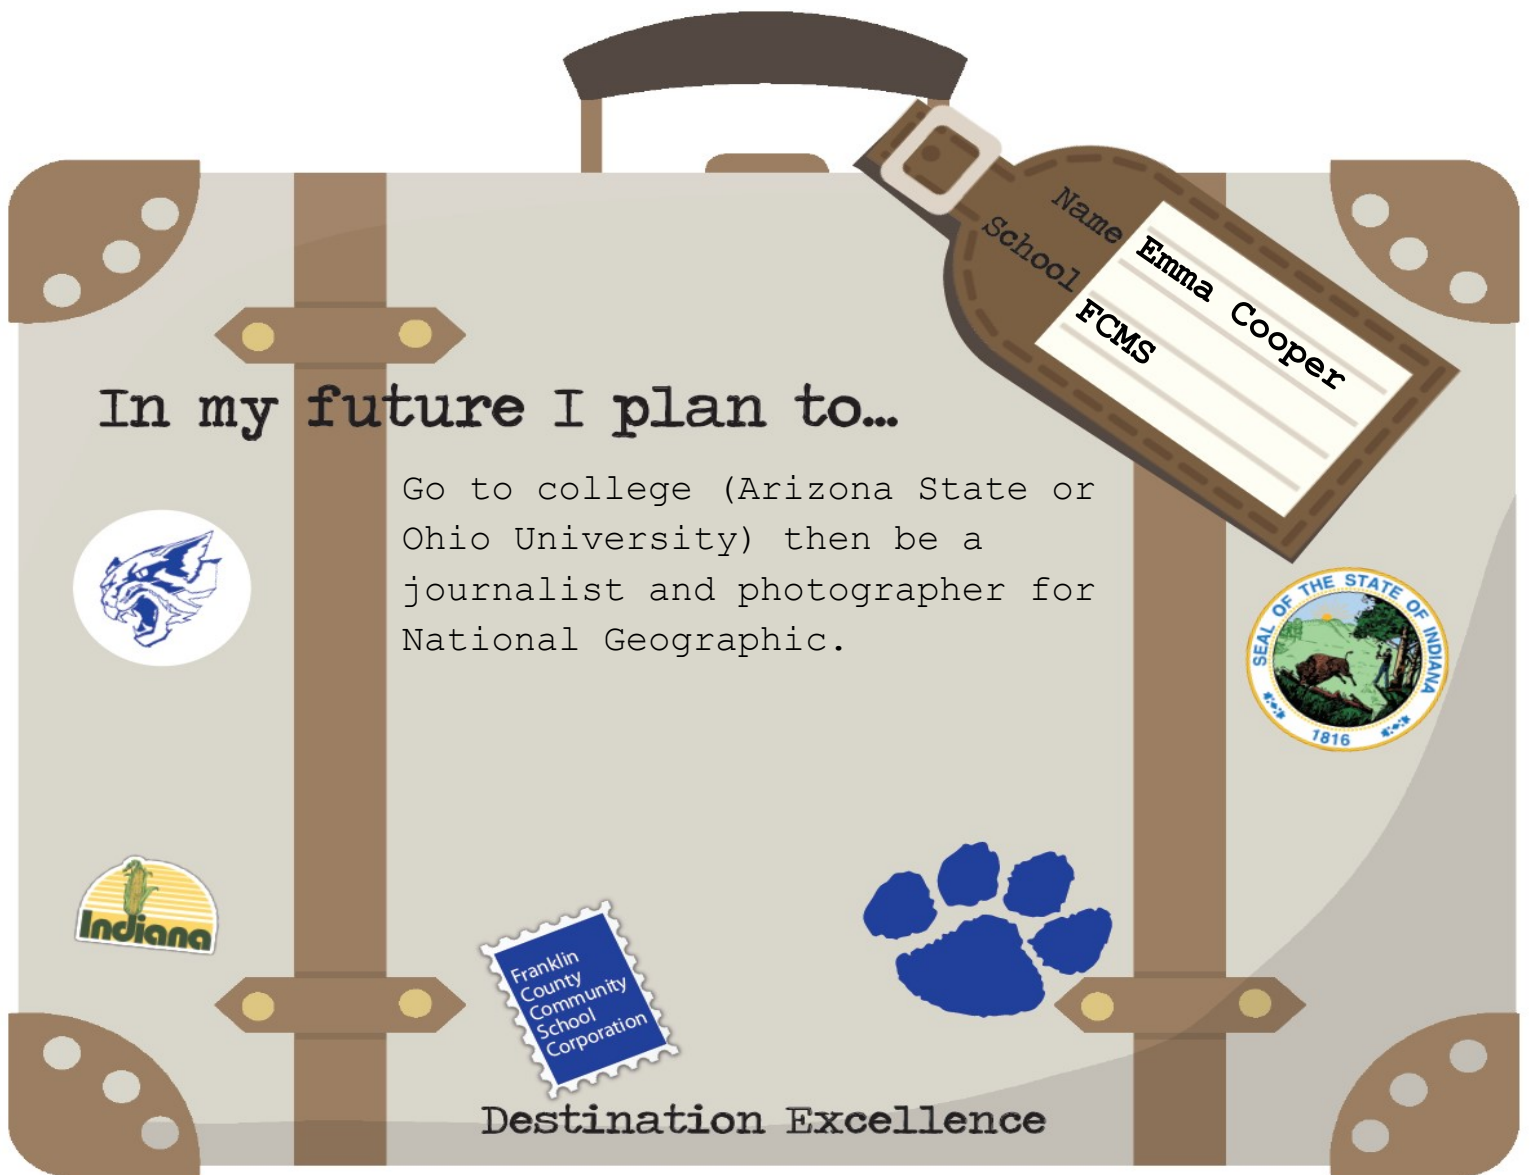 Name Emma Cooper
School FCMS
In my future I plan to...
Go to college (Arizona State or
Ohio University) then be a
journalist and photographer for
National Geographic.
SEAL OF THE STATE OF INDIANA
1816
Indiana
Franklin
County
Community
School
Corporation
Destination Excellence